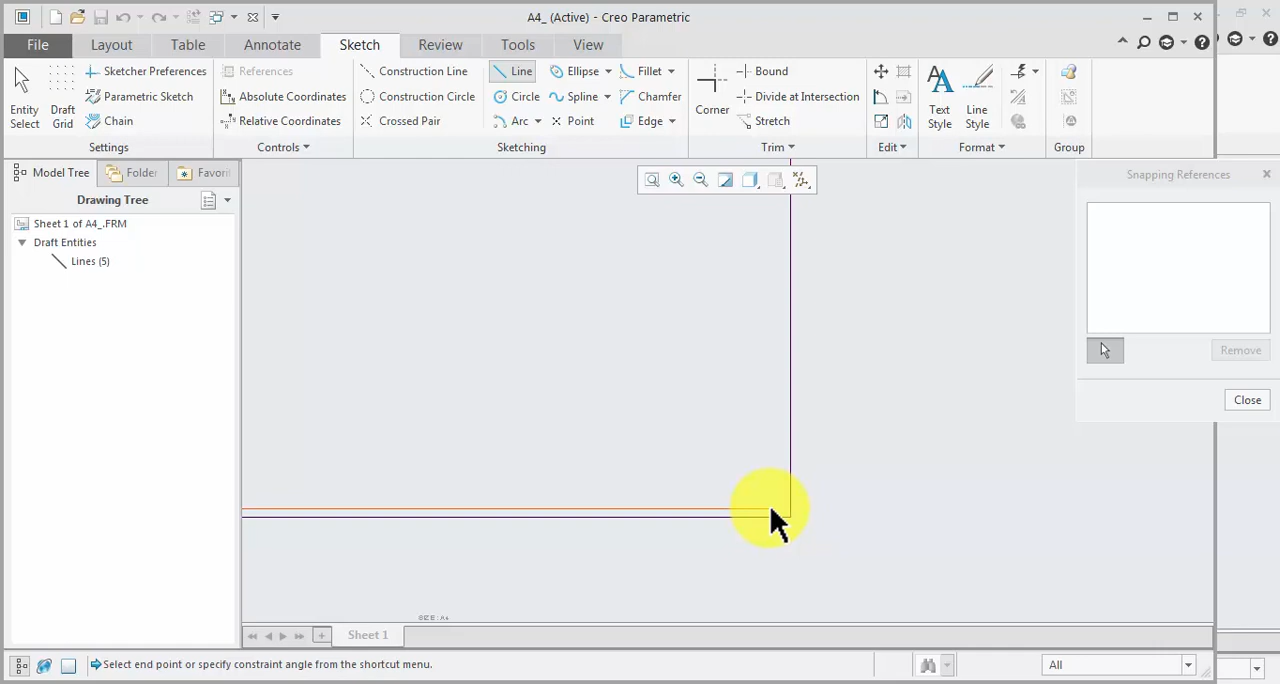 A4_ (Active) - Creo Parametric
File Layout Table Annotate Sketch Review Tools View
Sketcher Preferences
Parametric Sketch
Chain
Entity
Select
Draft
Grid
Settings
References
Absolute Coordinates
Relative Coordinates
Controls
Construction Line
Construction Circle
Crossed Pair
Line
Circle
Arc
Ellipse
Spline
Point
Fillet
Chamfer
Edge
Sketching
Corner
Bound
Divide at Intersection
Stretch
Trim
Edit
Text
Style
Line
Style
Format
Group
Model Tree Folder Favori
Drawing Tree
Sheet 1 of A4_.FRM
Draft Entities
Lines (5)
Snapping References
Remove
Close
SIZE : A4
Sheet 1
Select end point or specify constraint angle from the shortcut menu.
All